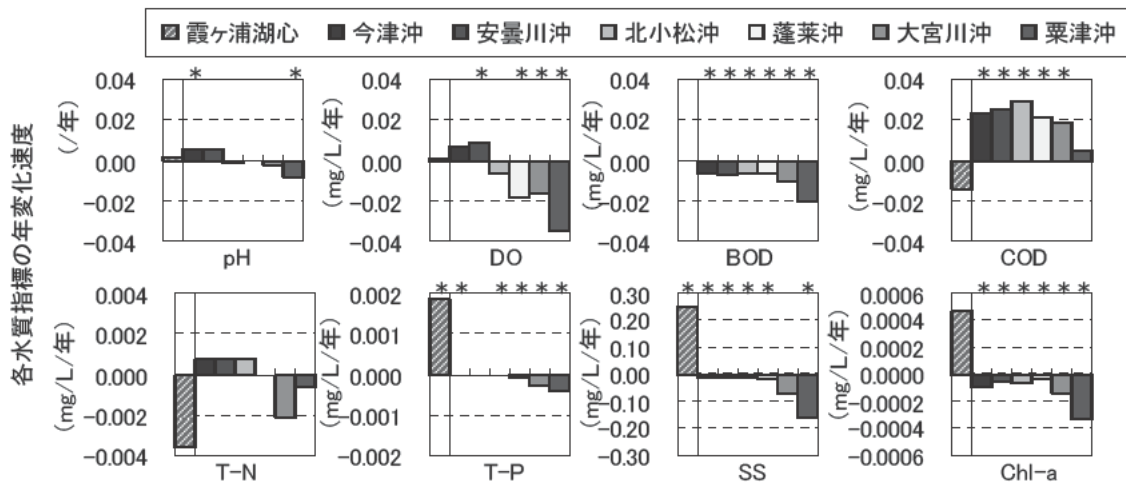 霞ヶ浦湖心 今津沖 安曇川沖 北小松沖 蓬莱沖 大宮川沖 粟津沖
各水質指標の年変化速度
(/年)
0.04
0.02
0.00
−0.02
−0.04
* *
pH
(mg/L/年)
0.04
0.02
0.00
−0.02
−0.04
* * * *
DO
(mg/L/年)
0.04
0.02
0.00
−0.02
−0.04
* * * * * *
BOD
(mg/L/年)
0.04
0.02
0.00
−0.02
−0.04
* * * * *
COD
(mg/L/年)
0.004
0.002
0.000
−0.002
−0.004
T−N
(mg/L/年)
0.002
0.001
0.000
−0.001
−0.002
* * * * * *
T−P
(mg/L/年)
0.30
0.20
0.10
0.00
−0.10
−0.20
−0.30
* * * * * *
SS
(mg/L/年)
0.0006
0.0004
0.0002
0.0000
−0.0002
−0.0004
−0.0006
* * * * * *
Chl−a